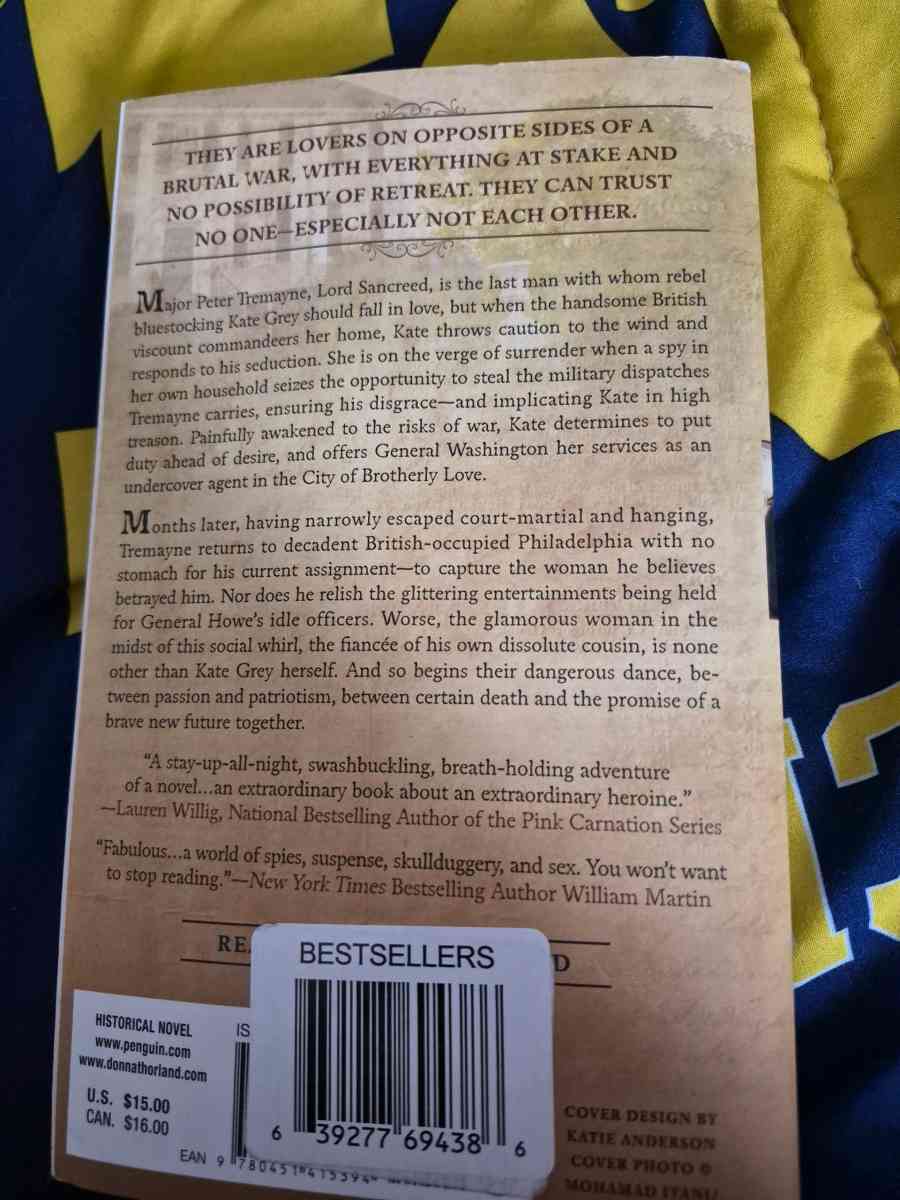 THEY ARE LOVERS ON OPPOSITE SIDES OF A
BRUTAL WAR, WITH EVERYTHING AT STAKE AND
NO POSSIBILITY OF RETREAT. THEY CAN TRUST
NO ONE—ESPECIALLY NOT EACH OTHER.
Major Peter Tremayne, Lord Sancreed, is the last man with whom rebel
bluestocking Kate Grey should fall in love, but when the handsome British
viscount commandeers her home, Kate throws caution to the wind and
responds to his seduction. She is on the verge of surrender when a spy in
her own household seizes the opportunity to steal the military dispatches
Tremayne carries, ensuring his disgrace—and implicating Kate in high
treason. Painfully awakened to the risks of war, Kate determines to put
duty ahead of desire, and offers General Washington her services as an
undercover agent in the City of Brotherly Love.
Months later, having narrowly escaped court-martial and hanging,
Tremayne returns to decadent British-occupied Philadelphia with no
stomach for his current assignment—to capture the woman he believes
betrayed him. Nor does he relish the glittering entertainments being held
for General Howe's idle officers. Worse, the glamorous woman in the
midst of this social whirl, the fiancée of his own dissolute cousin, is none
other than Kate Grey herself. And so begins their dangerous dance, be-
tween passion and patriotism, between certain death and the promise of a
brave new future together.
"A stay-up-all-night, swashbuckling, breath-holding adventure
of a novel...an extraordinary book about an extraordinary heroine."
—Lauren Willig, National Bestselling Author of the Pink Carnation Series
"Fabulous...a world of spies, suspense, skullduggery, and sex. You won't want
to stop reading."—New York Times Bestselling Author William Martin
BESTSELLERS
6 39277 69438 6
HISTORICAL NOVEL
www.penguin.com
www.donnathorland.com
U.S. $15.00
CAN. $16.00
EAN 9 780451 415394
COVER DESIGN BY
KATIE ANDERSON
COVER PHOTO ©
MOHAMAD ITANI